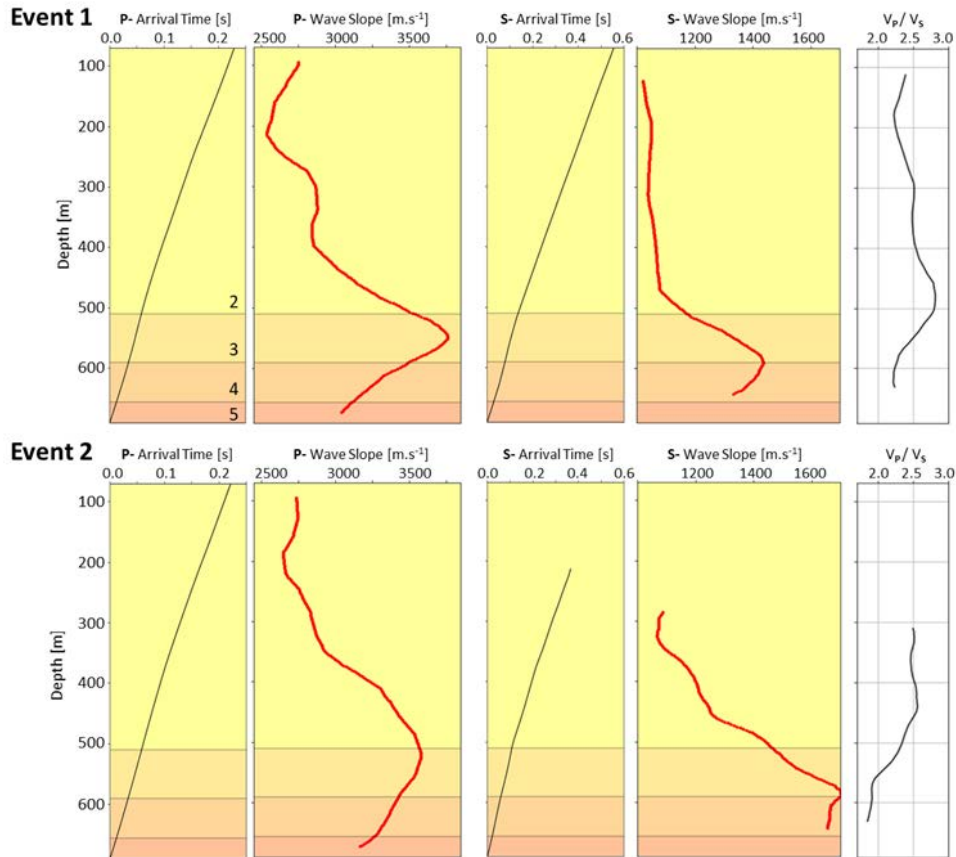 Event 1
P- Arrival Time [s]
P- Wave Slope [m.s⁻¹]
S- Arrival Time [s]
S- Wave Slope [m.s⁻¹]
VP / VS
0.0 0.1 0.2
2500 3000 3750
0 0.2 0.4 0.6
1200 1600
2.0 2.5 3.0
100
200
300
400
500
600
Depth [m]
2
3
4
5
Event 2
P- Arrival Time [s]
P- Wave Slope [m.s⁻¹]
S- Arrival Time [s]
S- Wave Slope [m.s⁻¹]
VP / VS
0.0 0.1 0.2
2500 3000 3500
0 0.2 0.4 0.6
1200 1400 1600
2.0 2.5 3.0
100
200
300
400
500
600
Depth [m]